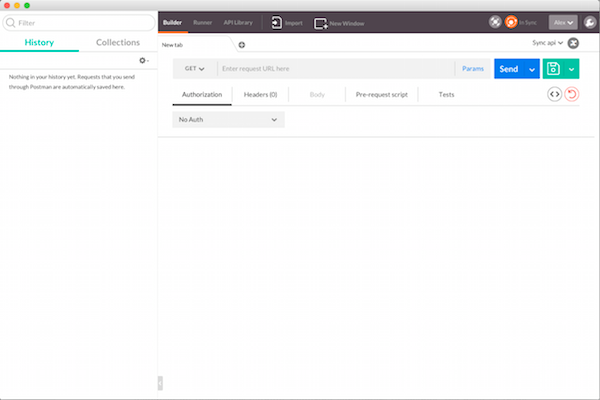 Filter
History Collections
Nothing in your history yet. Requests that you send
through Postman are automatically saved here.
Builder Runner API Library Import New Window In Sync Alex
New tab Sync api
GET Enter request URL here Params Send
Authorization Headers (0) Body Pre-request script Tests
No Auth